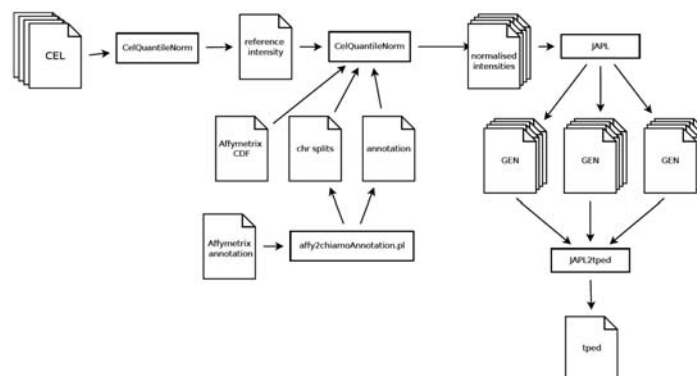 CEL
CelQuantileNorm
reference
intensity
CelQuantileNorm
normalised
intensities
JAPL
Affymetrix
CDF
chr splits
annotation
GEN
GEN
GEN
Affymetrix
annotation
affy2chiamoAnnotation.pl
JAPL2tped
tped